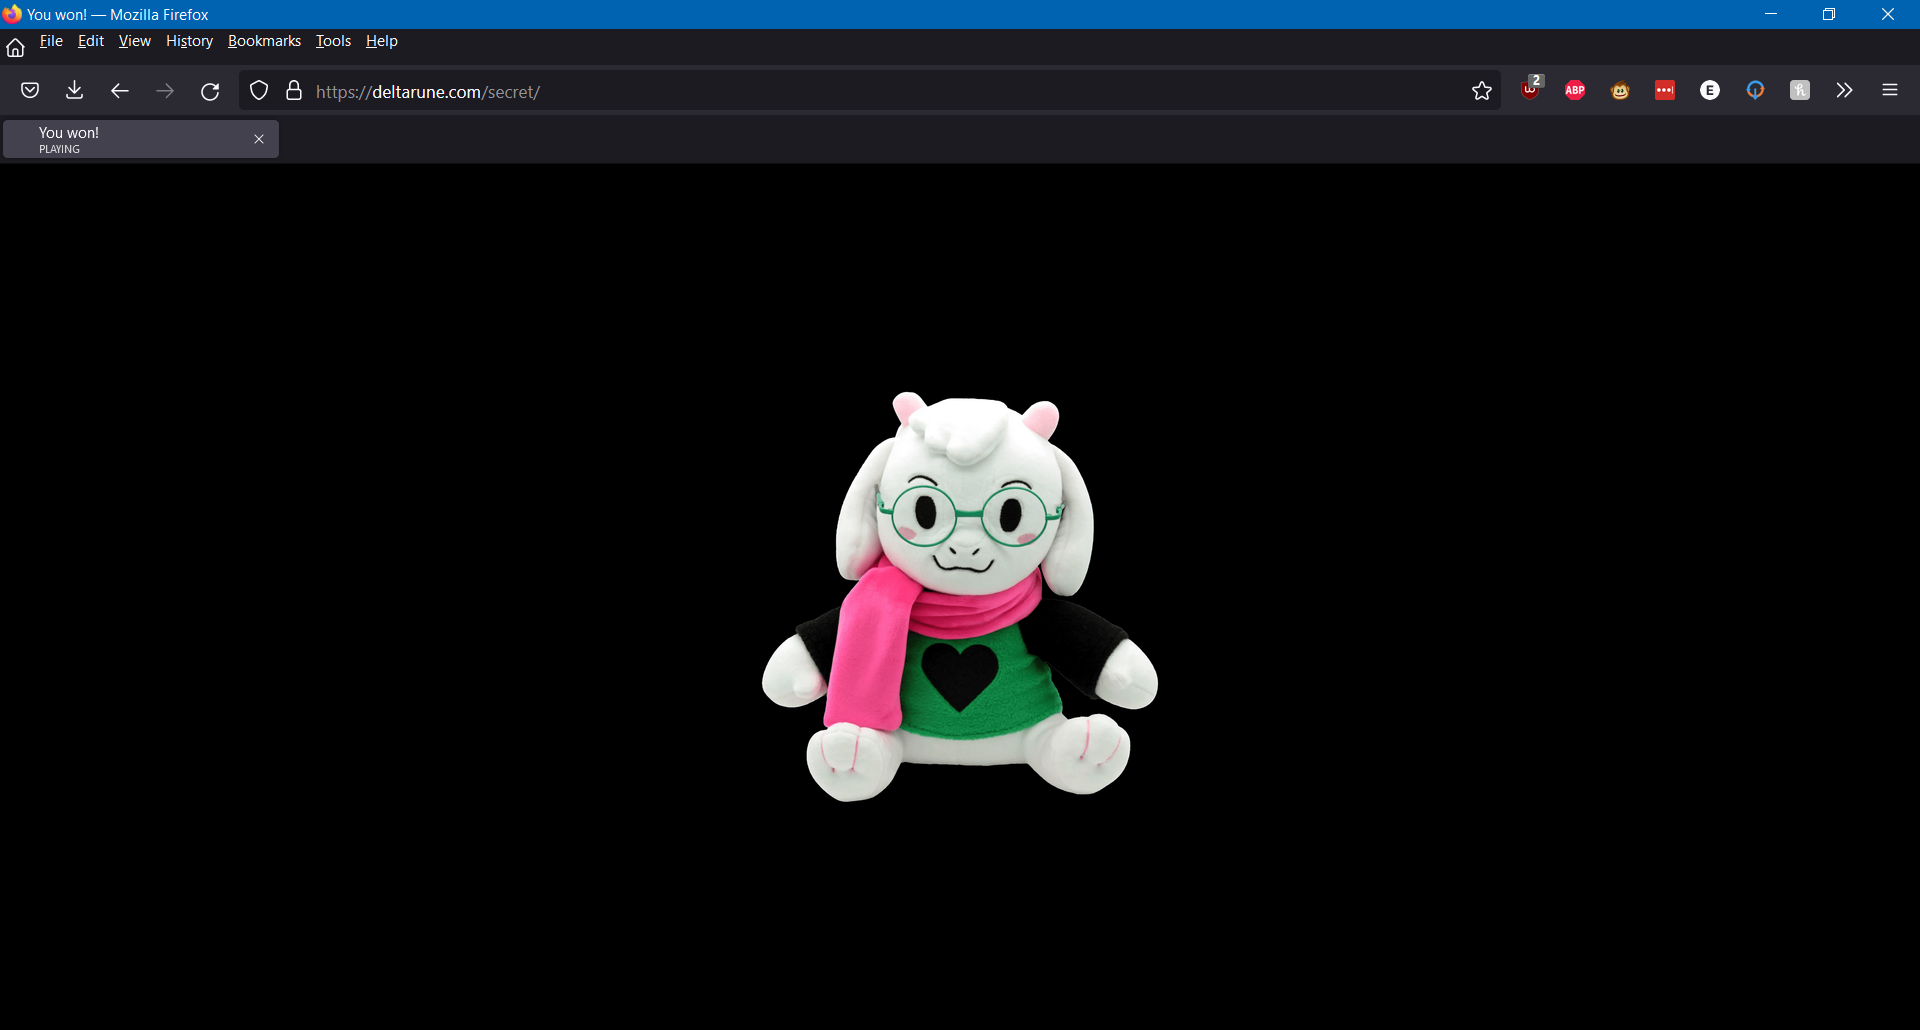 You won! — Mozilla Firefox
File Edit View History Bookmarks Tools Help
https://deltarune.com/secret/
2
ABP
E
You won!
PLAYING